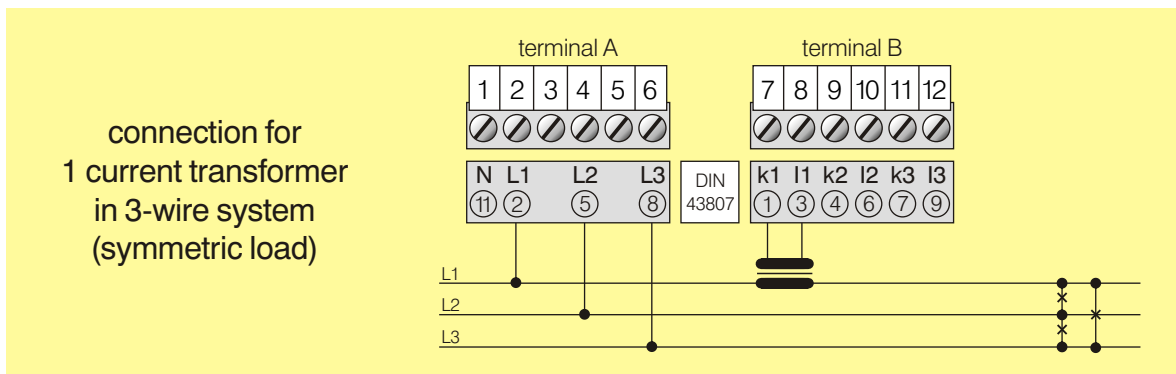 terminal A
terminal B
1 2 3 4 5 6
7 8 9 10 11 12
connection for
1 current transformer
in 3-wire system
(symmetric load)
N L1 L2 L3
11 2 5 8
DIN
43807
k1 l1 k2 l2 k3 l3
1 3 4 6 7 9
L1
L2
L3